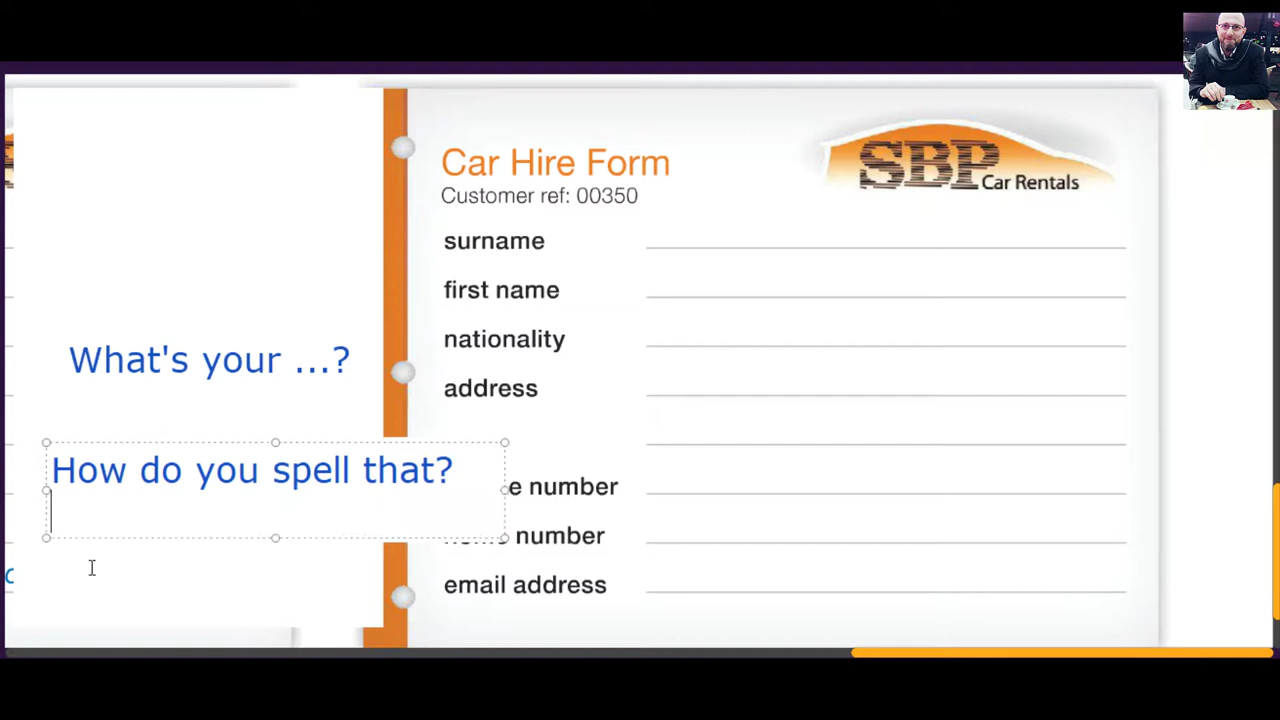 Car Hire Form
Customer ref: 00350
SBP Car Rentals
surname
first name
nationality
address
What's your ...?
How do you spell that?
e number
number
email address